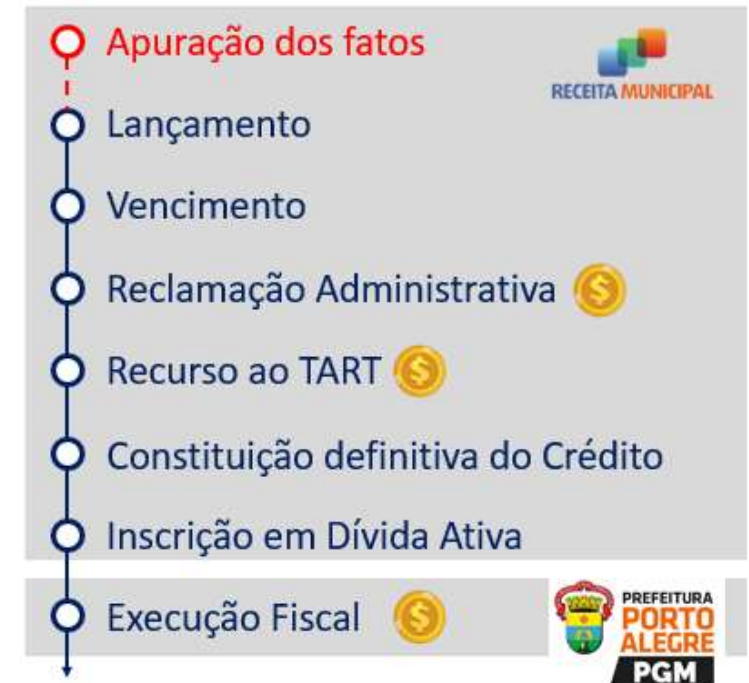 Apuração dos fatos
RECEITA MUNICIPAL
Lançamento
Vencimento
Reclamação Administrativa $
Recurso ao TART $
Constituição definitiva do Crédito
Inscrição em Dívida Ativa
Execução Fiscal $
PREFEITURA
PORTO
ALEGRE
PGM